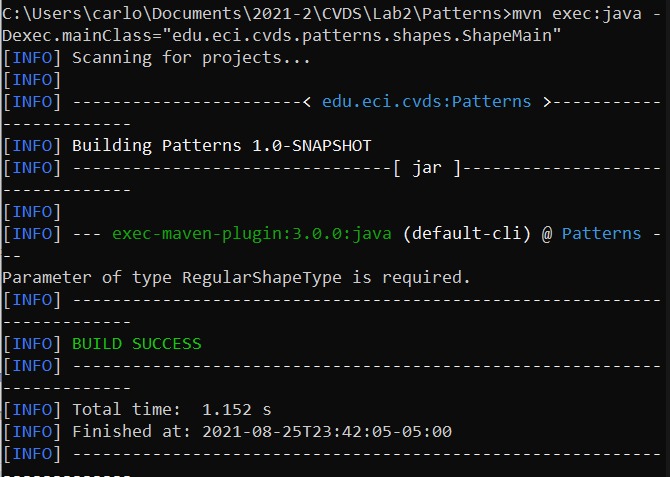 C:\Users\carlo\Documents\2021-2\CVDS\Lab2\Patterns>mvn exec:java -
Dexec.mainClass="edu.eci.cvds.patterns.shapes.ShapeMain"
[INFO] Scanning for projects...
[INFO]
[INFO] -----------------------< edu.eci.cvds:Patterns >-----------
-------------
[INFO] Building Patterns 1.0-SNAPSHOT
[INFO] --------------------------------[ jar ]--------------------
-------------
[INFO]
[INFO] --- exec-maven-plugin:3.0.0:java (default-cli) @ Patterns -
--
Parameter of type RegularShapeType is required.
[INFO] -----------------------------------------------------------
-------------
[INFO] BUILD SUCCESS
[INFO] -----------------------------------------------------------
-------------
[INFO] Total time:  1.152 s
[INFO] Finished at: 2021-08-25T23:42:05-05:00
[INFO] -----------------------------------------------------------
-------------